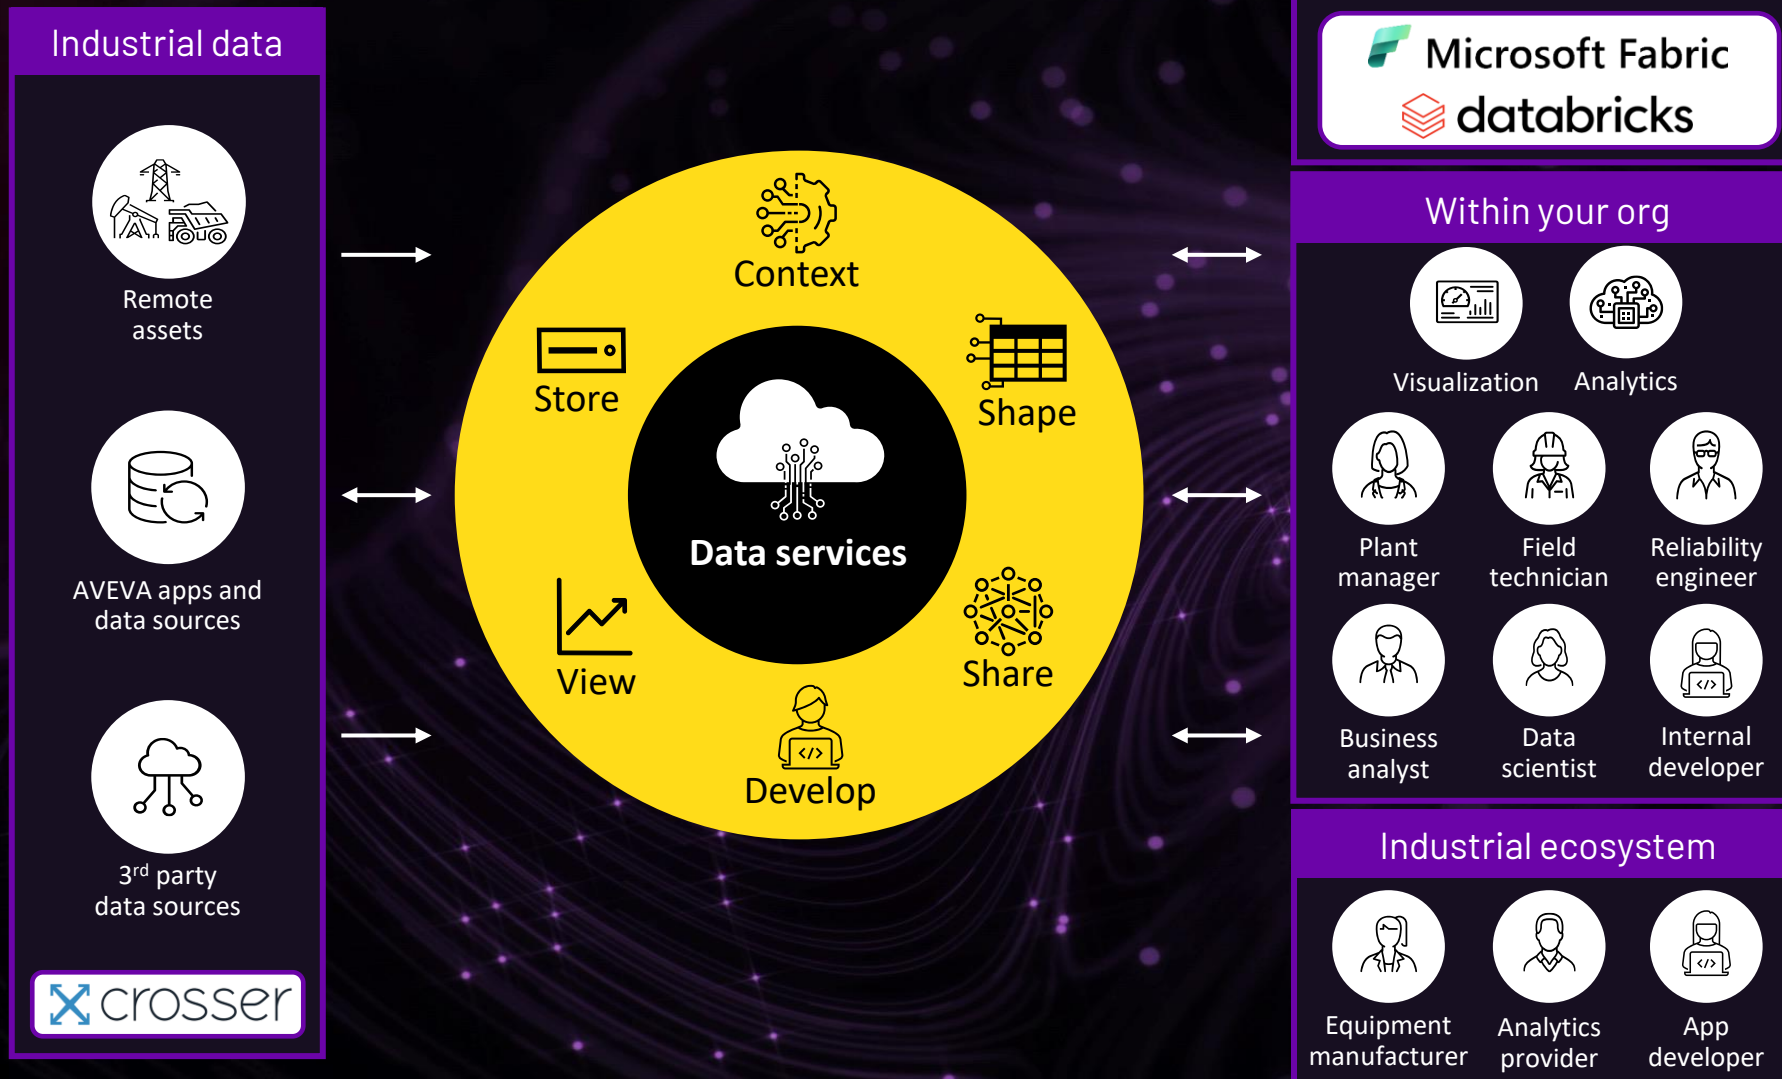 Industrial data
Remote
assets
AVEVA apps and
data sources
3rd party
data sources
crosser
Context
Store
Shape
Data services
View
Share
</>
Develop
Microsoft Fabric
databricks
Within your org
Visualization
Analytics
Plant
manager
Field
technician
Reliability
engineer
Business
analyst
Data
scientist
</>
Internal
developer
Industrial ecosystem
Equipment
manufacturer
Analytics
provider
</>
App
developer